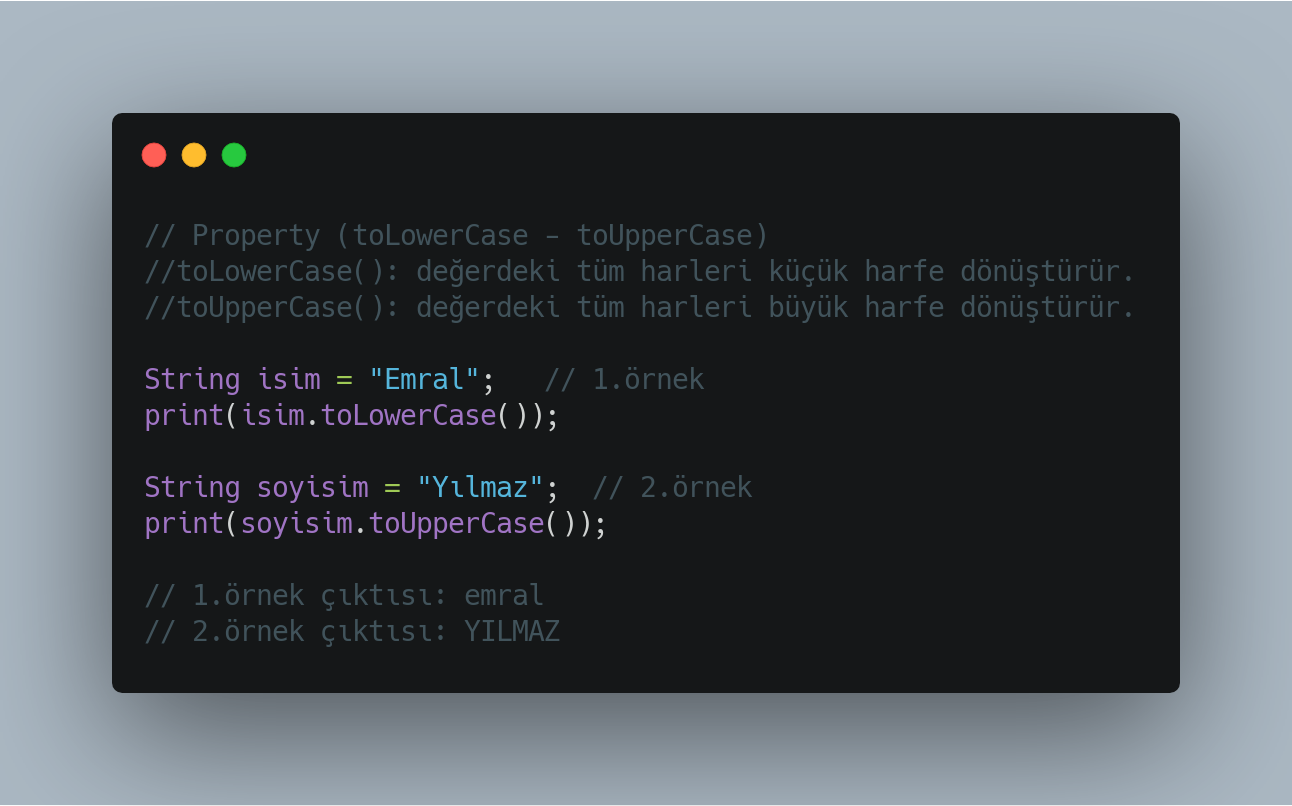 // Property (toLowerCase - toUpperCase)
//toLowerCase(): değerdeki tüm harleri küçük harfe dönüştürür.
//toUpperCase(): değerdeki tüm harleri büyük harfe dönüştürür.
String isim = "Emral";   // 1.örnek
print(isim.toLowerCase());
String soyisim = "Yılmaz";  // 2.örnek
print(soyisim.toUpperCase());
// 1.örnek çıktısı: emral
// 2.örnek çıktısı: YILMAZ